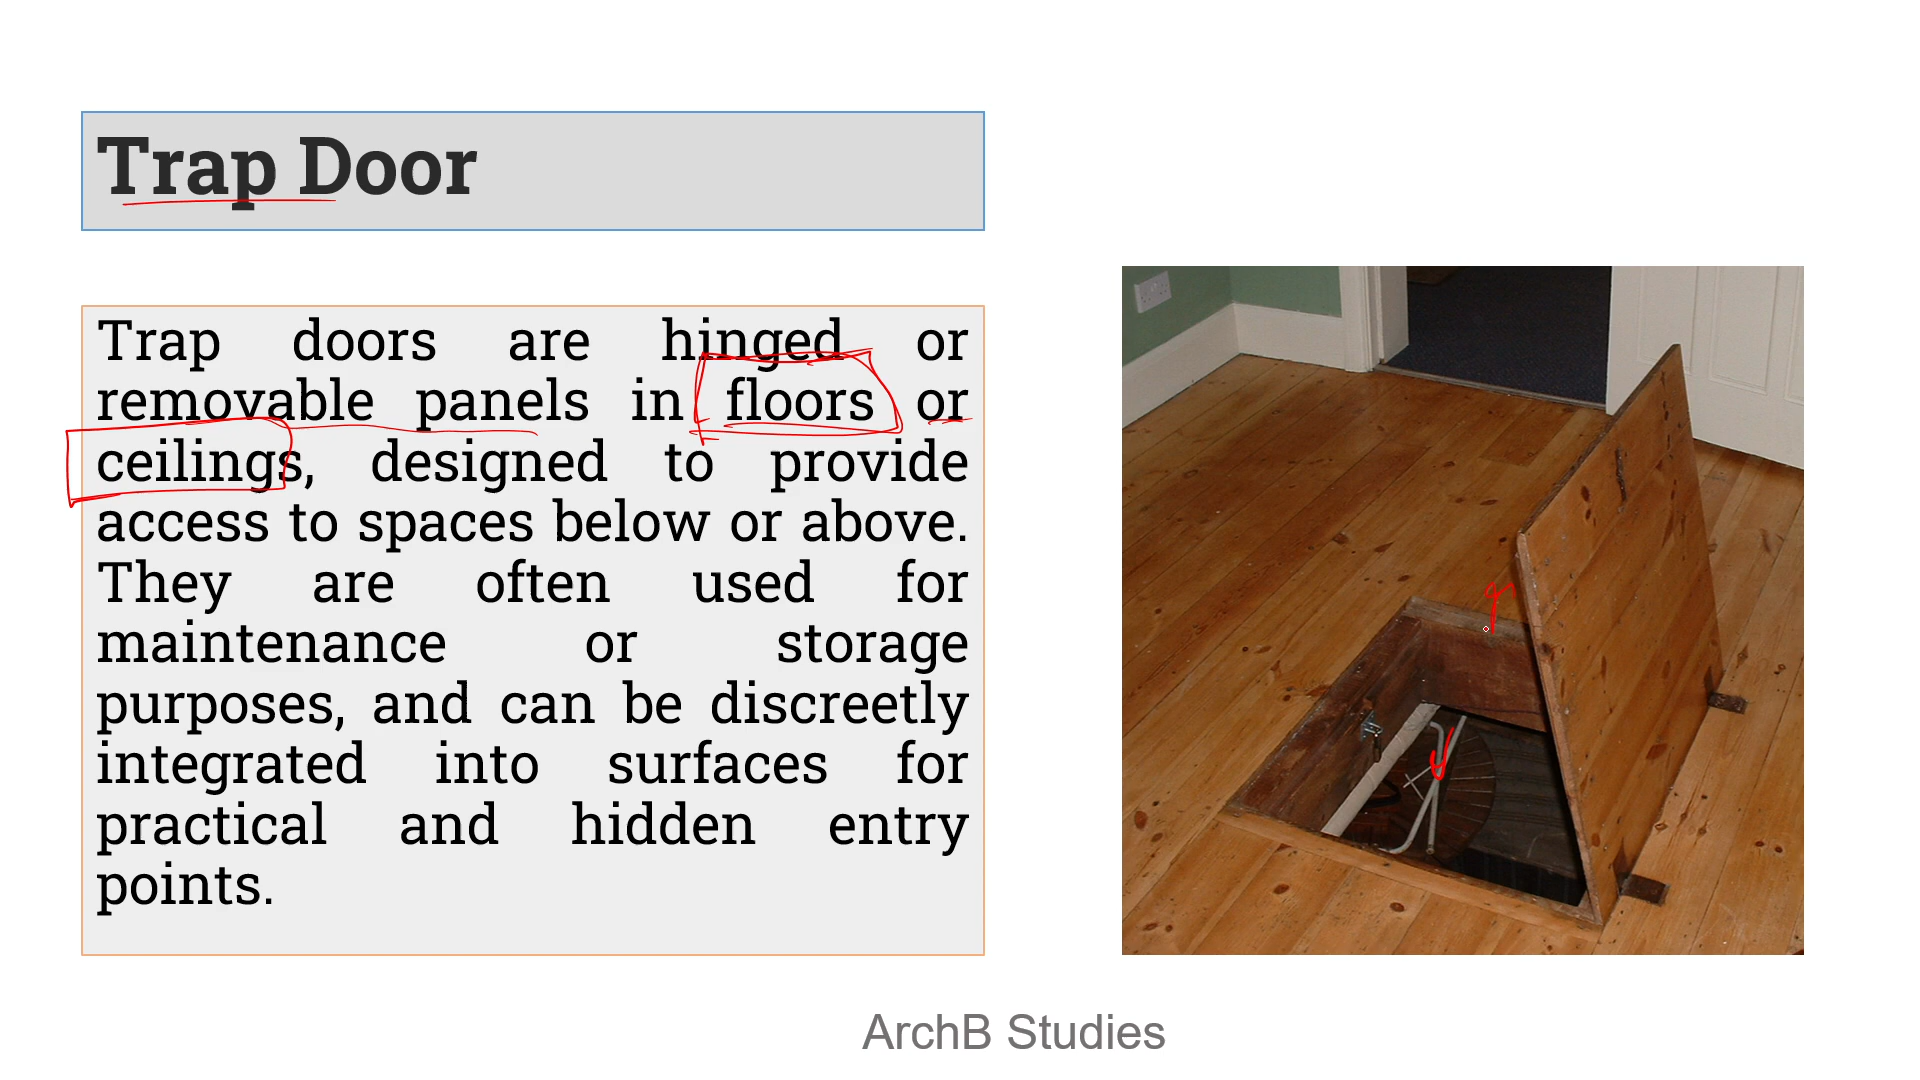 Trap Door
Trap doors are hinged or
removable panels in floors or
ceilings, designed to provide
access to spaces below or above.
They are often used for
maintenance or storage
purposes, and can be discreetly
integrated into surfaces for
practical and hidden entry
points.
ArchB Studies